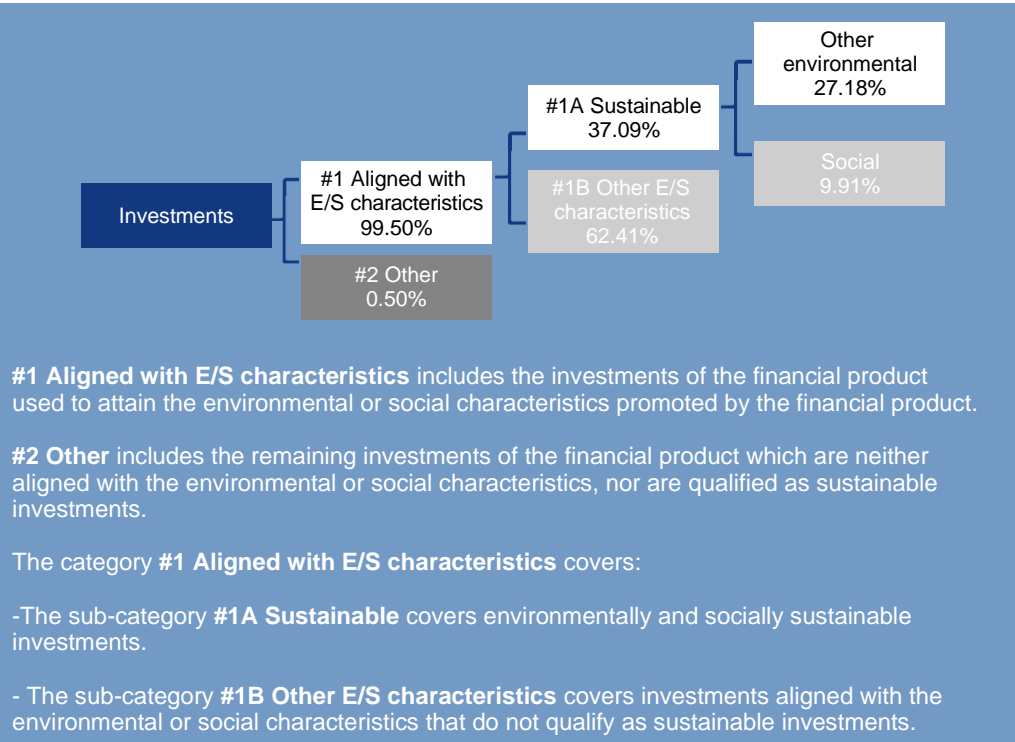 Investments
#1 Aligned with
E/S characteristics
99.50%
#2 Other
0.50%
#1A Sustainable
37.09%
#1B Other E/S
characteristics
62.41%
Other
environmental
27.18%
Social
9.91%
#1 Aligned with E/S characteristics includes the investments of the financial product
used to attain the environmental or social characteristics promoted by the financial product.
#2 Other includes the remaining investments of the financial product which are neither
aligned with the environmental or social characteristics, nor are qualified as sustainable
investments.
The category #1 Aligned with E/S characteristics covers:
-The sub-category #1A Sustainable covers environmentally and socially sustainable
investments.
- The sub-category #1B Other E/S characteristics covers investments aligned with the
environmental or social characteristics that do not qualify as sustainable investments.